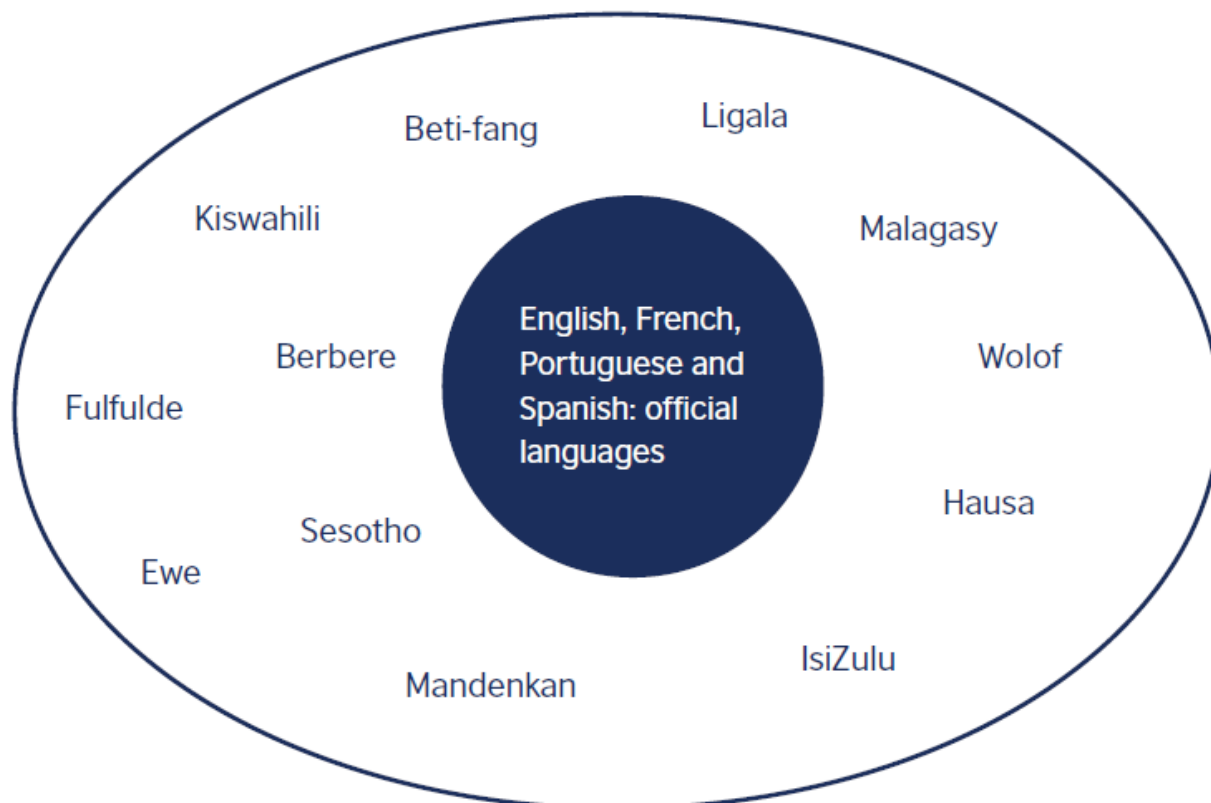 Beti-fang
Ligala
Kiswahili
Malagasy
English, French,
Portuguese and
Spanish: official
languages
Berbere
Wolof
Fulfulde
Hausa
Sesotho
Ewe
IsiZulu
Mandenkan